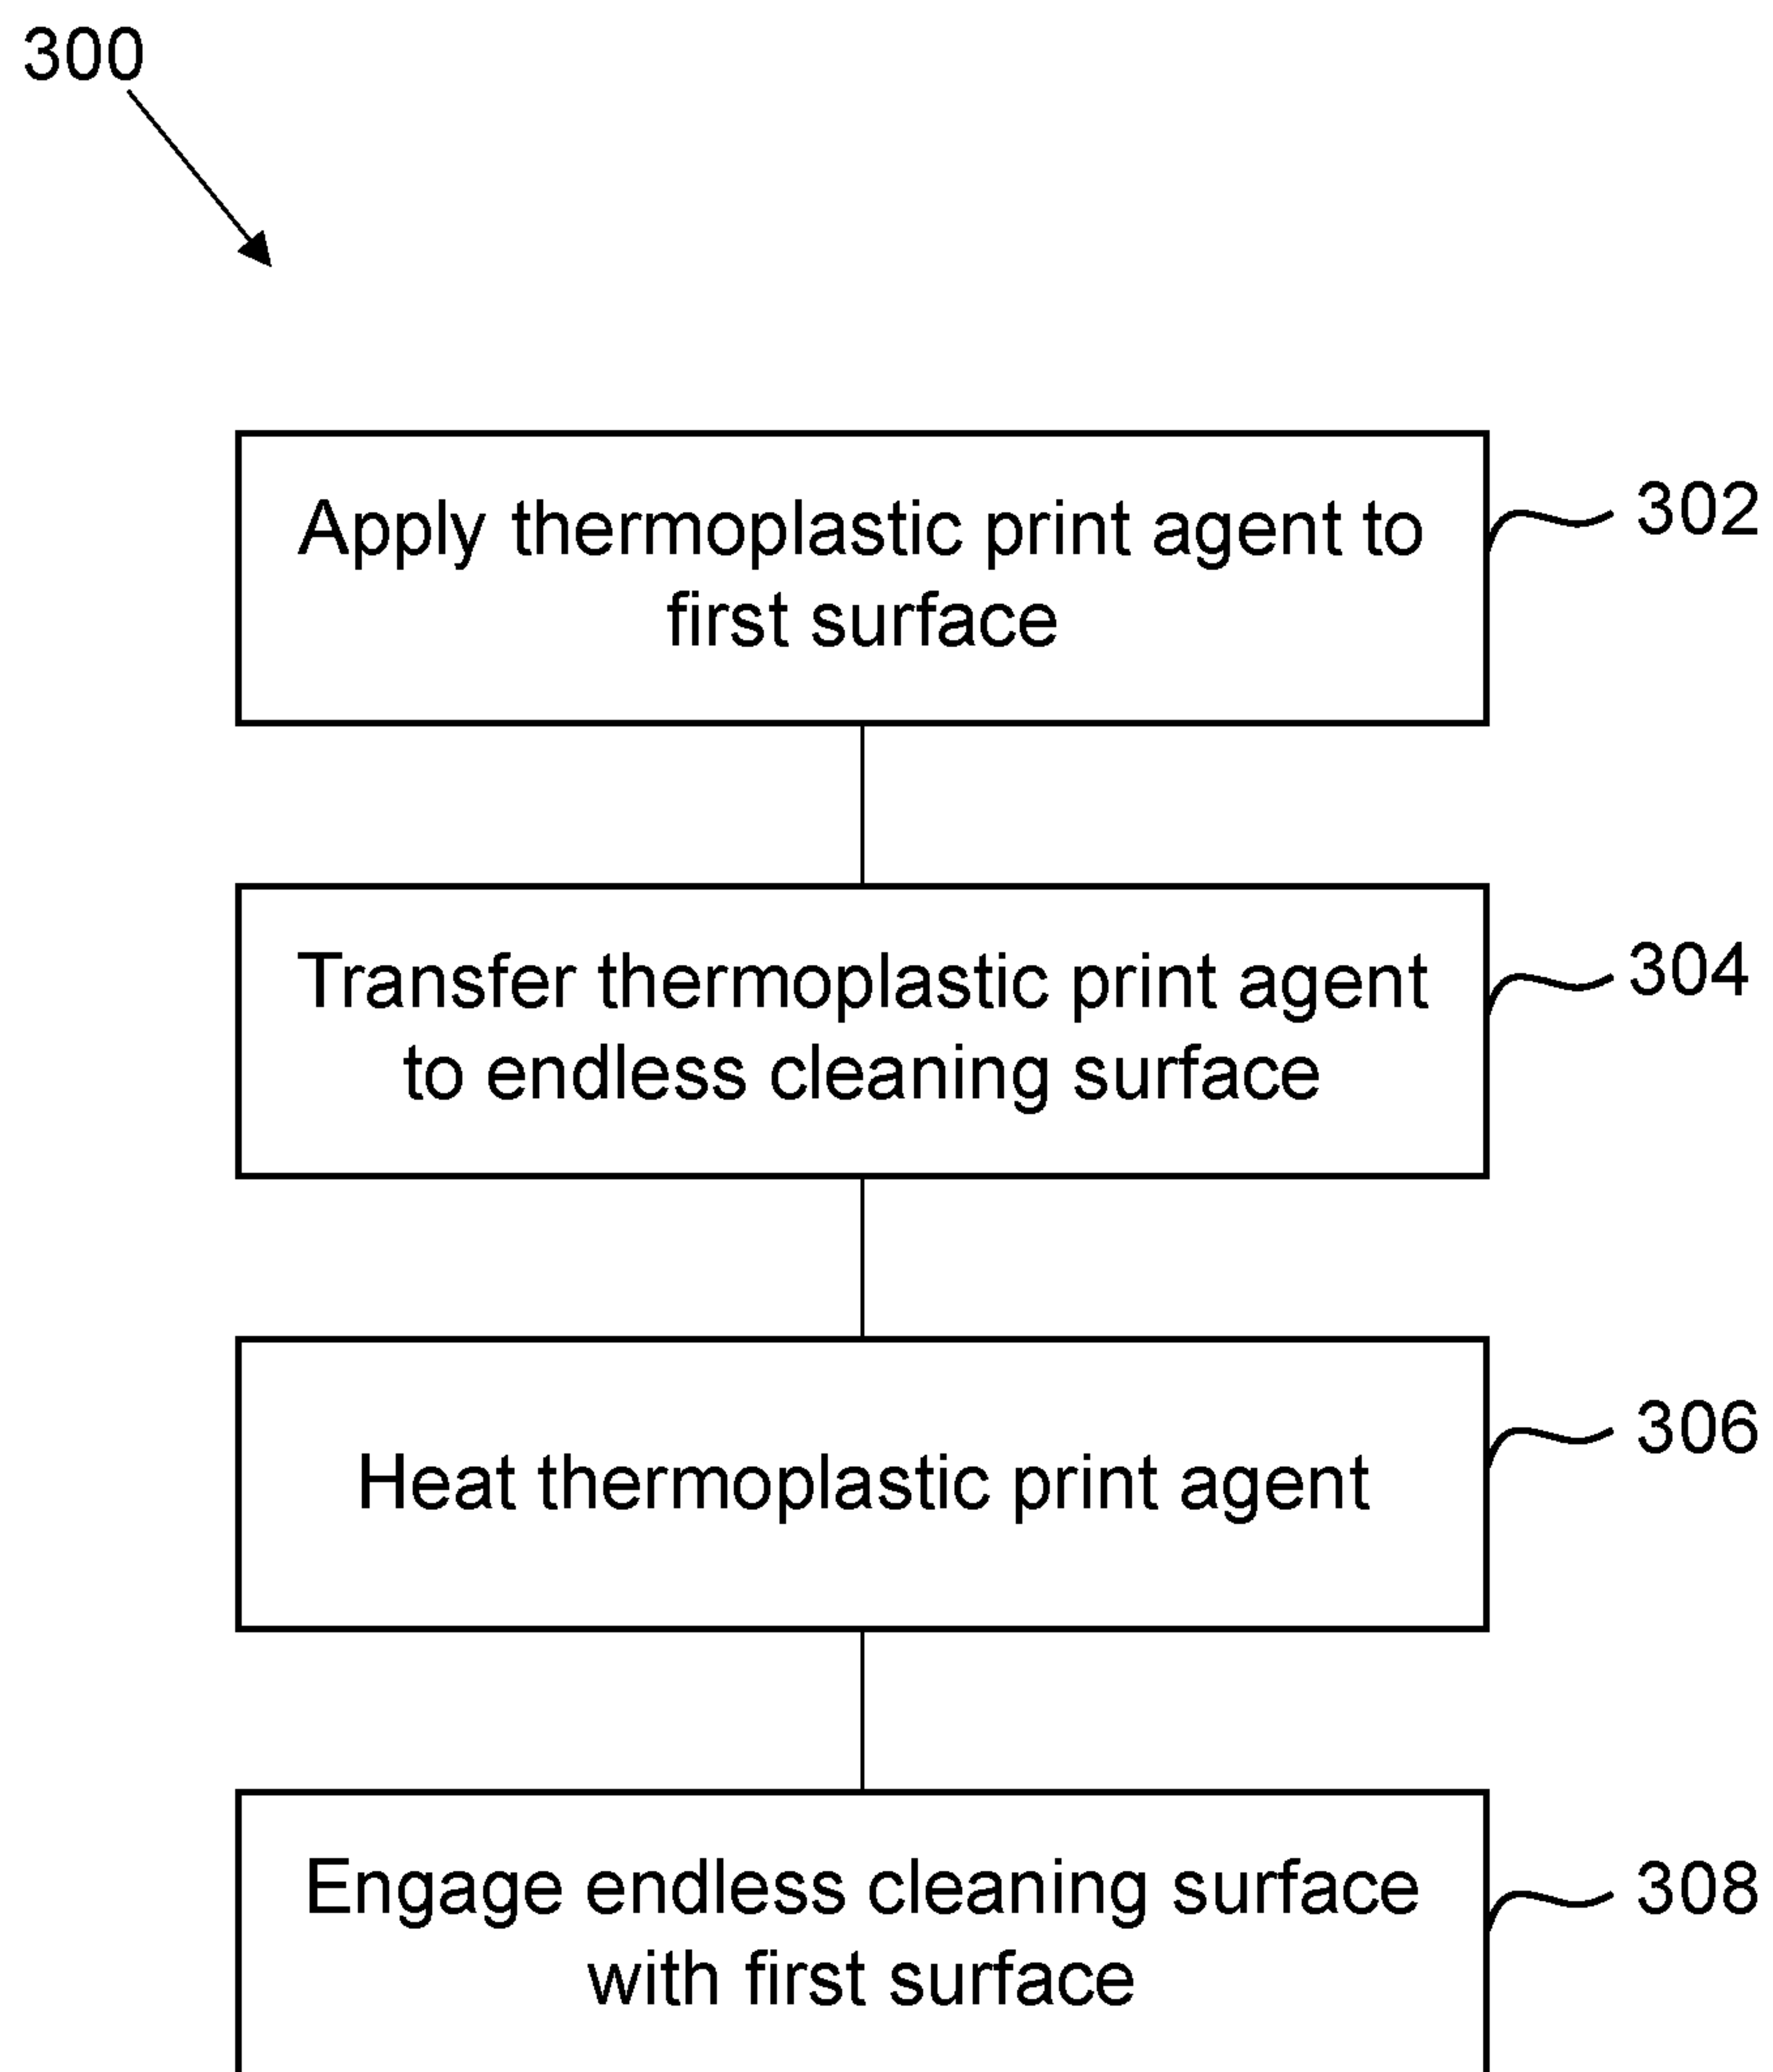 300
Apply thermoplastic print agent to
first surface
302
Transfer thermoplastic print agent
to endless cleaning surface
304
Heat thermoplastic print agent
306
Engage endless cleaning surface
with first surface
308